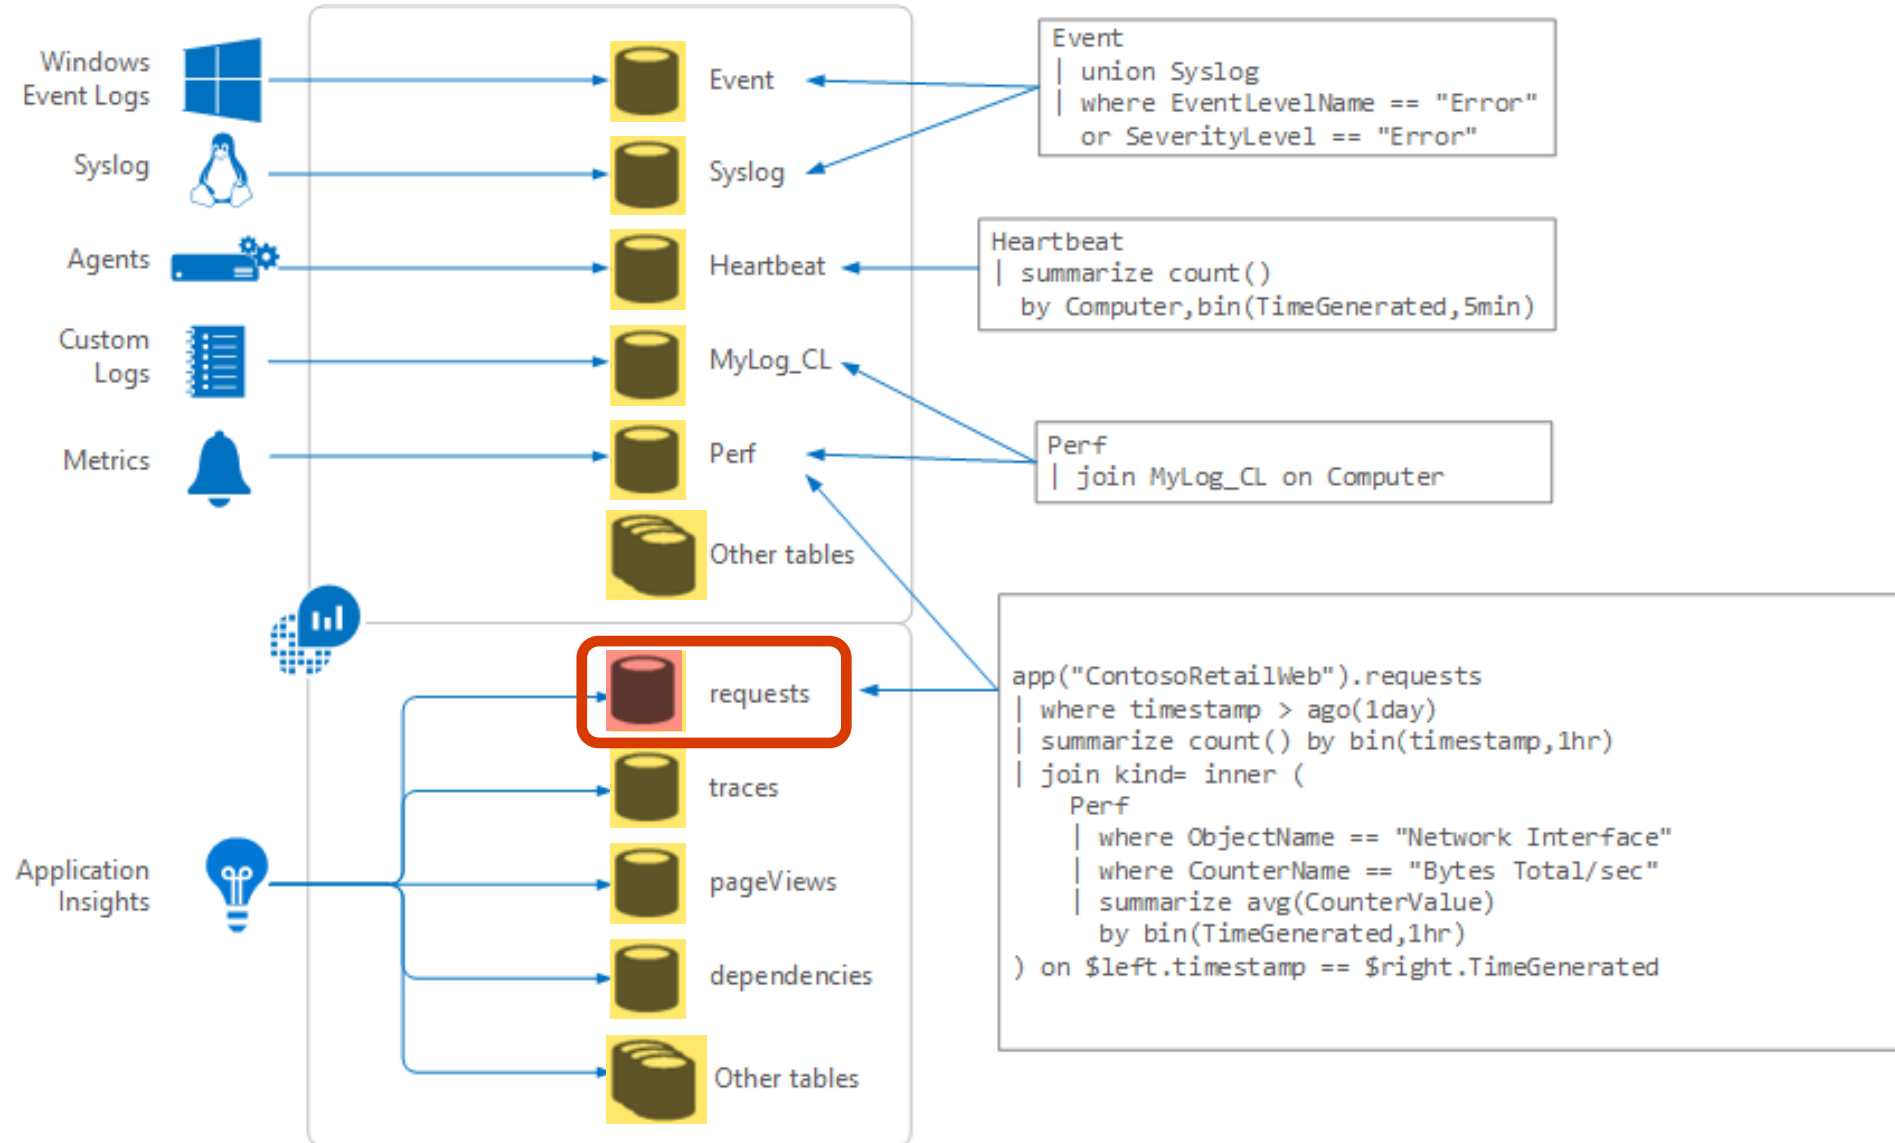 Windows
Event Logs
Syslog
Agents
Custom
Logs
Metrics
Application
Insights
Event
Syslog
Heartbeat
MyLog_CL
Perf
Other tables
requests
traces
pageViews
dependencies
Other tables
Event
| union Syslog
| where EventLevelName == "Error"
or SeverityLevel == "Error"
Heartbeat
| summarize count()
by Computer,bin(TimeGenerated,5min)
Perf
| join MyLog_CL on Computer
app("ContosoRetailWeb").requests
| where timestamp > ago(1day)
| summarize count() by bin(timestamp,1hr)
| join kind= inner (
Perf
| where ObjectName == "Network Interface"
| where CounterName == "Bytes Total/sec"
| summarize avg(CounterValue)
by bin(TimeGenerated,1hr)
) on $left.timestamp == $right.TimeGenerated